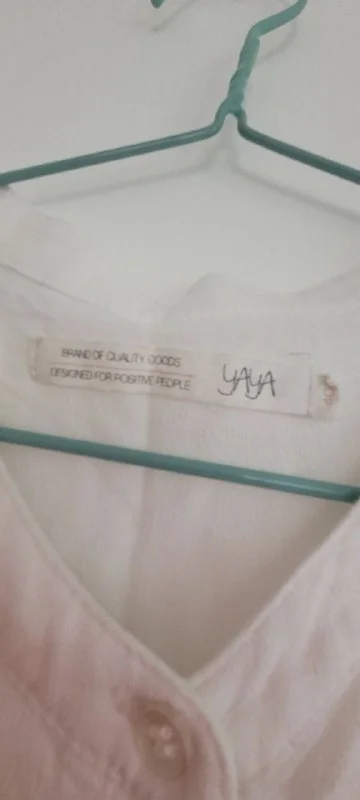 BRAND OF QUALITY GOODS
DESIGNED FOR POSITIVE PEOPLE
YAYA